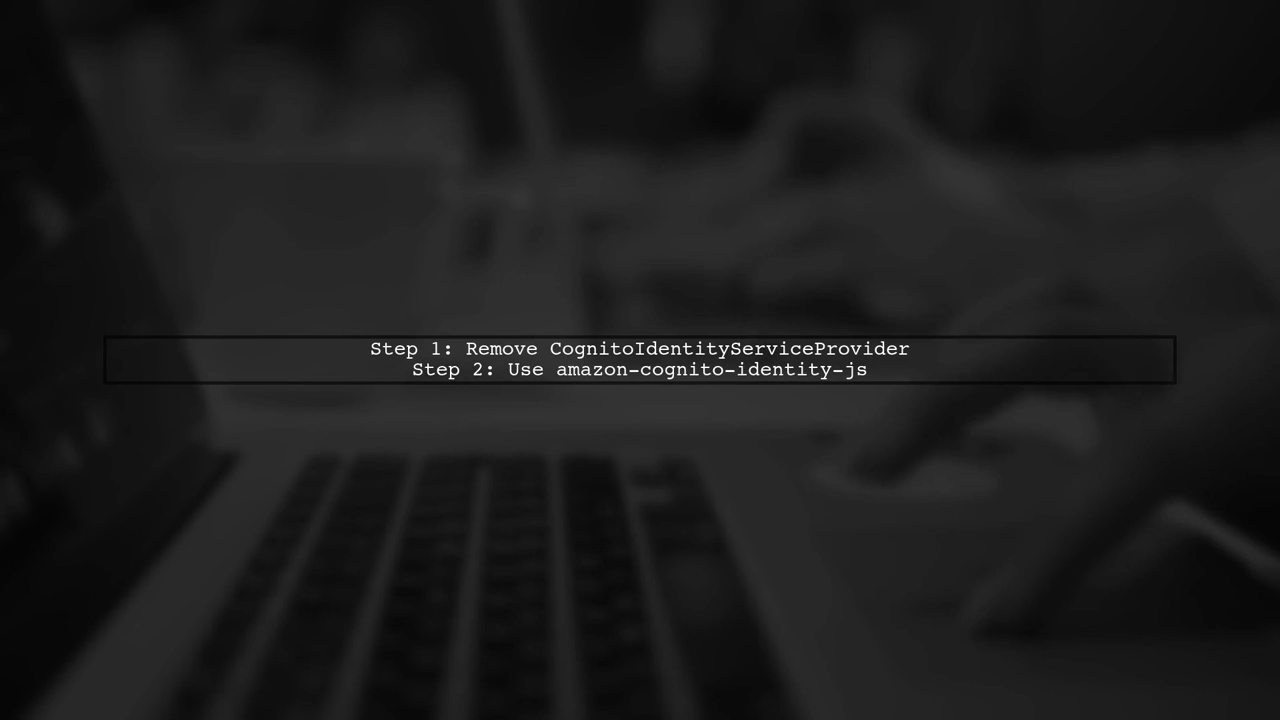 Step 1: Remove CognitoIdentityServiceProvider
Step 2: Use amazon-cognito-identity-js